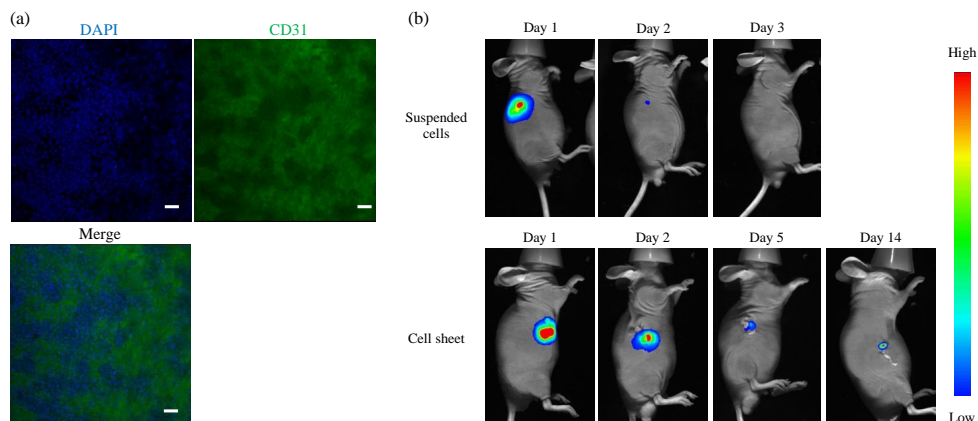 (a)
DAPI
CD31
Merge
(b)
Day 1
Day 2
Day 3
Suspended
cells
Day 1
Day 2
Day 5
Day 14
Cell sheet
High
Low